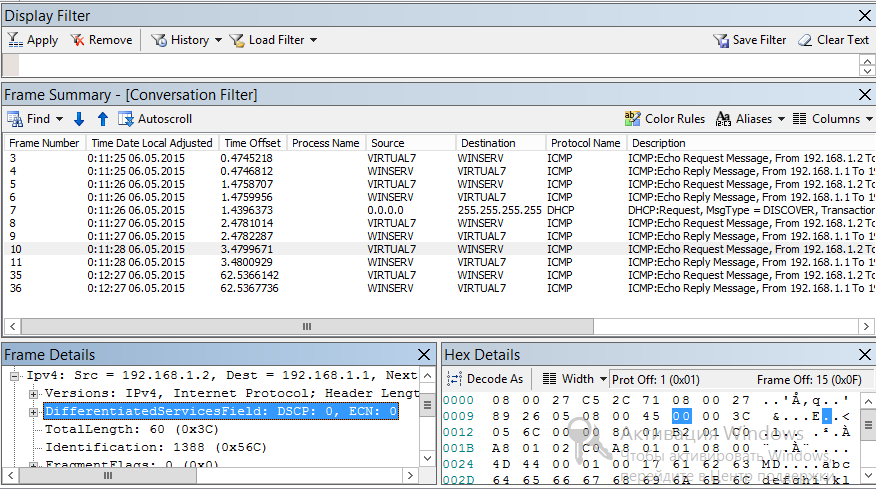 Display Filter
Apply Remove History Load Filter Save Filter Clear Text
Frame Summary - [Conversation Filter]
Find Autoscroll Color Rules Aliases Columns
Frame Number Time Date Local Adjusted Time Offset Process Name Source Destination Protocol Name Description
3 0:11:25 06.05.2015 0.4745218 VIRTUAL7 WINSERV ICMP ICMP:Echo Request Message, From 192.168.1.2 To
4 0:11:25 06.05.2015 0.4746812 WINSERV VIRTUAL7 ICMP ICMP:Echo Reply Message, From 192.168.1.1 To 19
5 0:11:26 06.05.2015 1.4758707 VIRTUAL7 WINSERV ICMP ICMP:Echo Request Message, From 192.168.1.2 To
6 0:11:26 06.05.2015 1.4759956 WINSERV VIRTUAL7 ICMP ICMP:Echo Reply Message, From 192.168.1.1 To 19
7 0:11:26 06.05.2015 1.4396373 0.0.0.0 255.255.255.255 DHCP DHCP:Request, MsgType = DISCOVER, Transaction
8 0:11:27 06.05.2015 2.4781014 VIRTUAL7 WINSERV ICMP ICMP:Echo Request Message, From 192.168.1.2 To
9 0:11:27 06.05.2015 2.4782287 WINSERV VIRTUAL7 ICMP ICMP:Echo Reply Message, From 192.168.1.1 To 19
10 0:11:28 06.05.2015 3.4799671 VIRTUAL7 WINSERV ICMP ICMP:Echo Request Message, From 192.168.1.2 To
11 0:11:28 06.05.2015 3.4800929 WINSERV VIRTUAL7 ICMP ICMP:Echo Reply Message, From 192.168.1.1 To 19
35 0:12:27 06.05.2015 62.5366142 VIRTUAL7 WINSERV ICMP ICMP:Echo Request Message, From 192.168.1.2 To
36 0:12:27 06.05.2015 62.5367736 WINSERV VIRTUAL7 ICMP ICMP:Echo Reply Message, From 192.168.1.1 To 19
Frame Details
Ipv4: Src = 192.168.1.2, Dest = 192.168.1.1, Next
Versions: IPv4, Internet Protocol; Header Lengt
DifferentiatedServicesField: DSCP: 0, ECN: 0
TotalLength: 60 (0x3C)
Identification: 1388 (0x56C)
FragmentFlags: 0 (0x0)
Hex Details
Decode As Width Prot Off: 1 (0x01) Frame Off: 15 (0x0F)
0000 08 00 27 C5 2C 71 08 00 27 ..'Å,q..'
0009 89 26 05 08 00 45 00 00 3C &...E..<
0012 05 6C 00 00 80 01 B2 01 C0 .l....².À
001B A8 01 02 C0 A8 01 01 08 00
0024 4D 44 00 01 00 17 61 62 63 MD....abc
002D 64 65 66 67 68 69 6A 6B 6C defghijkl
Активация Windows
Чтобы активировать Windows
перейдите в Центр поддержки